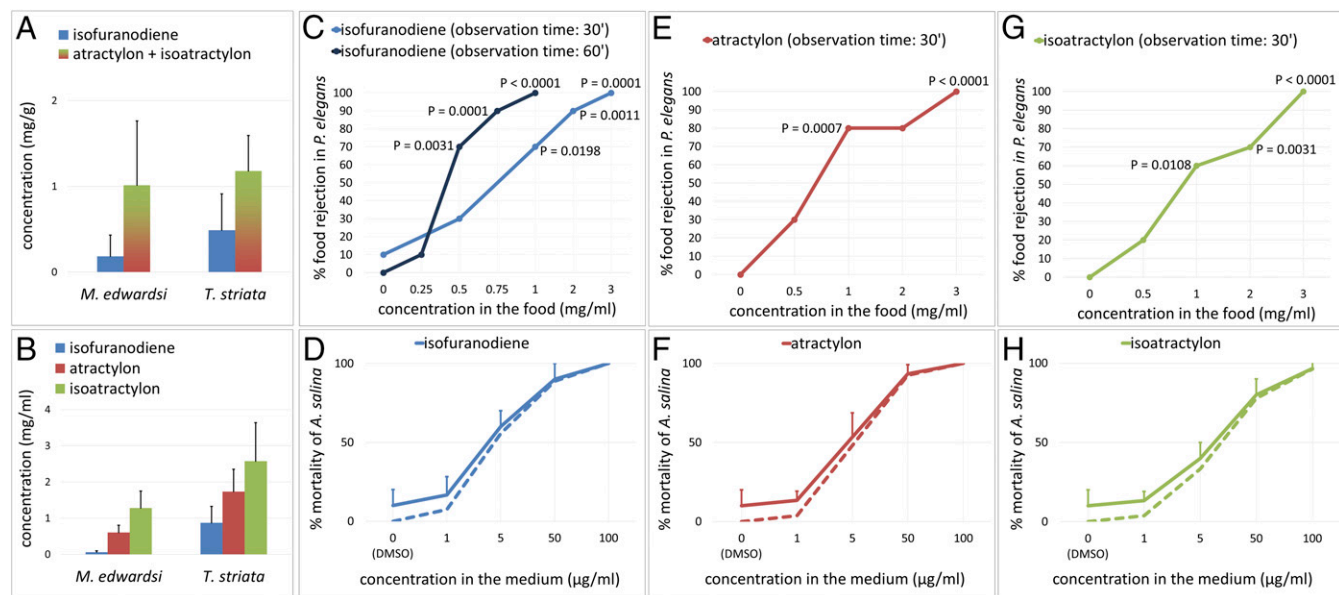 A
isofuranodiene
atractylon + isoatractylon
concentration (mg/g)
2
1
0
M. edwardsi
T. striata
B
isofuranodiene
atractylon
isoatractylon
concentration (mg/ml)
4
3
2
1
0
M. edwardsi
T. striata
C
isofuranodiene (observation time: 30')
isofuranodiene (observation time: 60')
% food rejection in P. elegans
100
90
80
70
60
50
40
30
20
10
0
P < 0.0001
P = 0.0001
P = 0.0001
P = 0.0011
P = 0.0031
P = 0.0198
0 0.25 0.5 0.75 1 2 3
concentration in the food (mg/ml)
D
isofuranodiene
% mortality of A. salina
100
50
0
0 1 5 50 100
(DMSO)
concentration in the medium (μg/ml)
E
atractylon (observation time: 30')
% food rejection in P. elegans
100
90
80
70
60
50
40
30
20
10
0
P < 0.0001
P = 0.0007
0 0.5 1 2 3
concentration in the food (mg/ml)
F
atractylon
% mortality of A. salina
100
50
0
0 1 5 50 100
(DMSO)
concentration in the medium (μg/ml)
G
isoatractylon (observation time: 30')
% food rejection in P. elegans
100
90
80
70
60
50
40
30
20
10
0
P <0.0001
P = 0.0108
P = 0.0031
0 0.5 1 2 3
concentration in the food (mg/ml)
H
isoatractylon
% mortality of A. salina
100
50
0
0 1 5 50 100
(DMSO)
concentration in the medium (μg/ml)